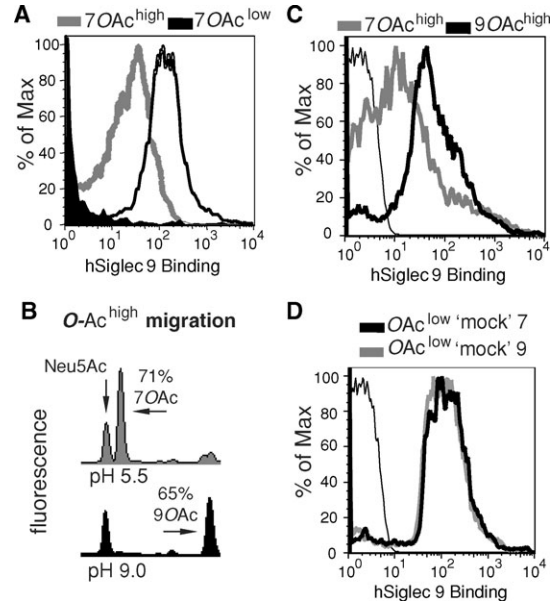 A
7OAc^high 7OAc^low
% of Max
100
80
60
40
20
0
10^0 10^1 10^2 10^3 10^4
hSiglec 9 Binding
B
O-Ac^high migration
Neu5Ac
71%
7OAc
pH 5.5
65%
9OAc
pH 9.0
fluorescence
C
7OAc^high 9OAc^high
% of Max
100
80
60
40
20
0
10^0 10^1 10^2 10^3 10^4
hSiglec 9 Binding
D
OAc^low 'mock' 7
OAc^low 'mock' 9
% of Max
100
80
60
40
20
0
10^0 10^1 10^2 10^3 10^4
hSiglec 9 Binding